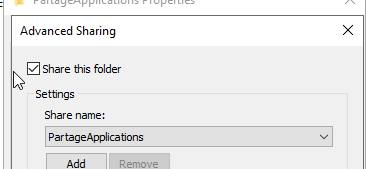 PartageApplications Properties
Advanced Sharing
Share this folder
Settings
Share name:
PartageApplications
Add Remove